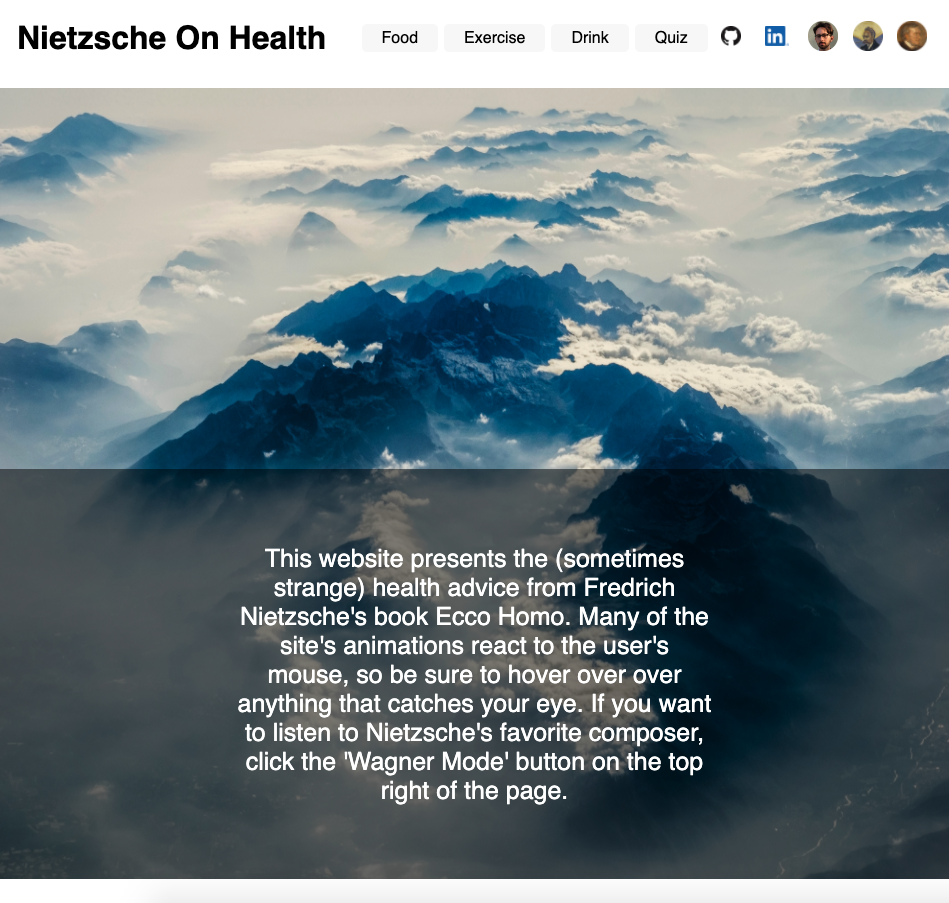 Nietzsche On Health
Food
Exercise
Drink
Quiz
in
This website presents the (sometimes
strange) health advice from Fredrich
Nietzsche's book Ecco Homo. Many of the
site's animations react to the user's
mouse, so be sure to hover over over
anything that catches your eye. If you want
to listen to Nietzsche's favorite composer,
click the 'Wagner Mode' button on the top
right of the page.